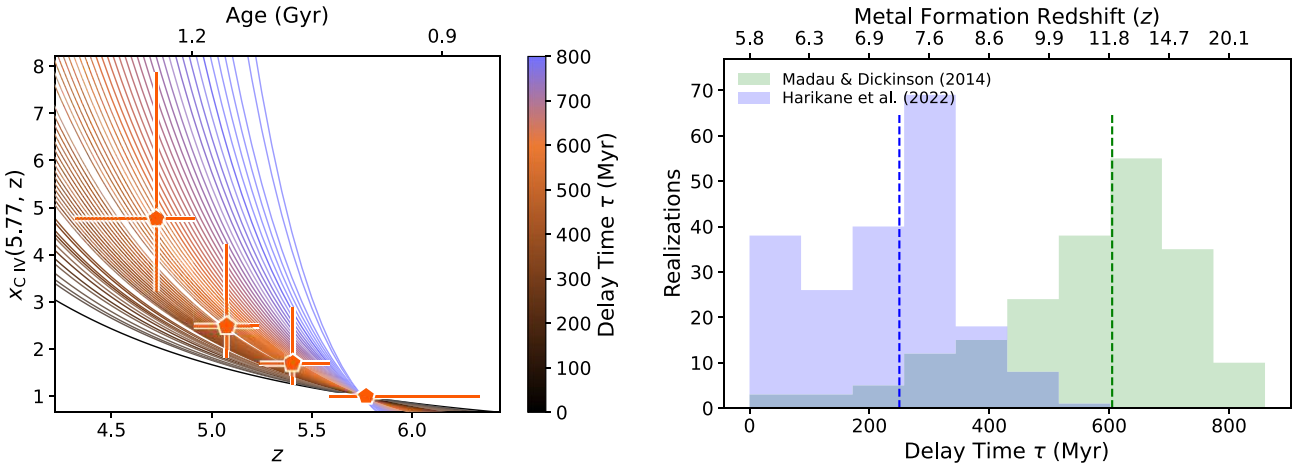 Age (Gyr)
1.2 0.9
8
7
6
5
4
3
2
1
x_C IV(5.77, z)
4.5 5.0 5.5 6.0
z
800
700
600
500
400
300
200
100
0
Delay Time τ (Myr)
Metal Formation Redshift (z)
5.8 6.3 6.9 7.6 8.6 9.9 11.8 14.7 20.1
Madau & Dickinson (2014)
Harikane et al. (2022)
70
60
50
40
30
20
10
0
Realizations
0 200 400 600 800
Delay Time τ (Myr)